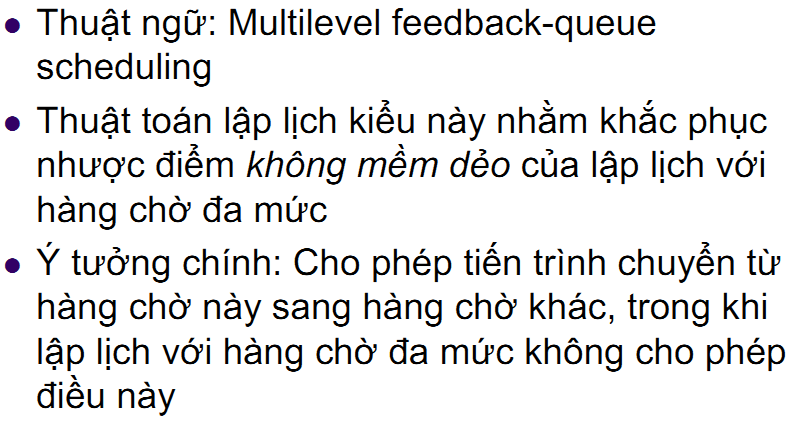 • Thuật ngữ: Multilevel feedback-queue
scheduling
• Thuật toán lập lịch kiểu này nhằm khắc phục
nhược điểm không mềm dẻo của lập lịch với
hàng chờ đa mức
• Ý tưởng chính: Cho phép tiến trình chuyển từ
hàng chờ này sang hàng chờ khác, trong khi
lập lịch với hàng chờ đa mức không cho phép
điều này